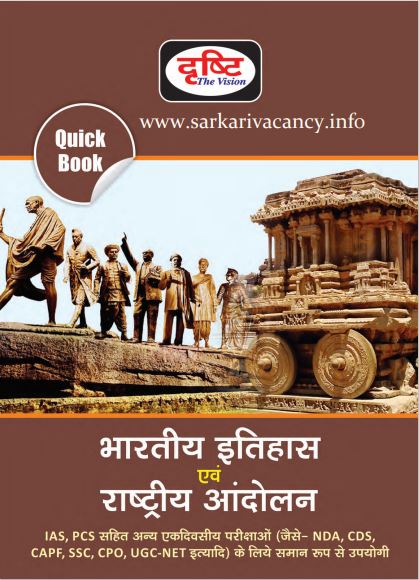 दृष्टि
The Vision
www.sarkarivacancy.info
Quick
Book
भारतीय इतिहास
एवं
राष्ट्रीय आंदोलन
IAS, PCS सहित अन्य एकदिवसीय परीक्षाओं (जैसे- NDA, CDS,
CAPF, SSC, CPO, UGC-NET इत्यादि) के लिये समान रूप से उपयोगी